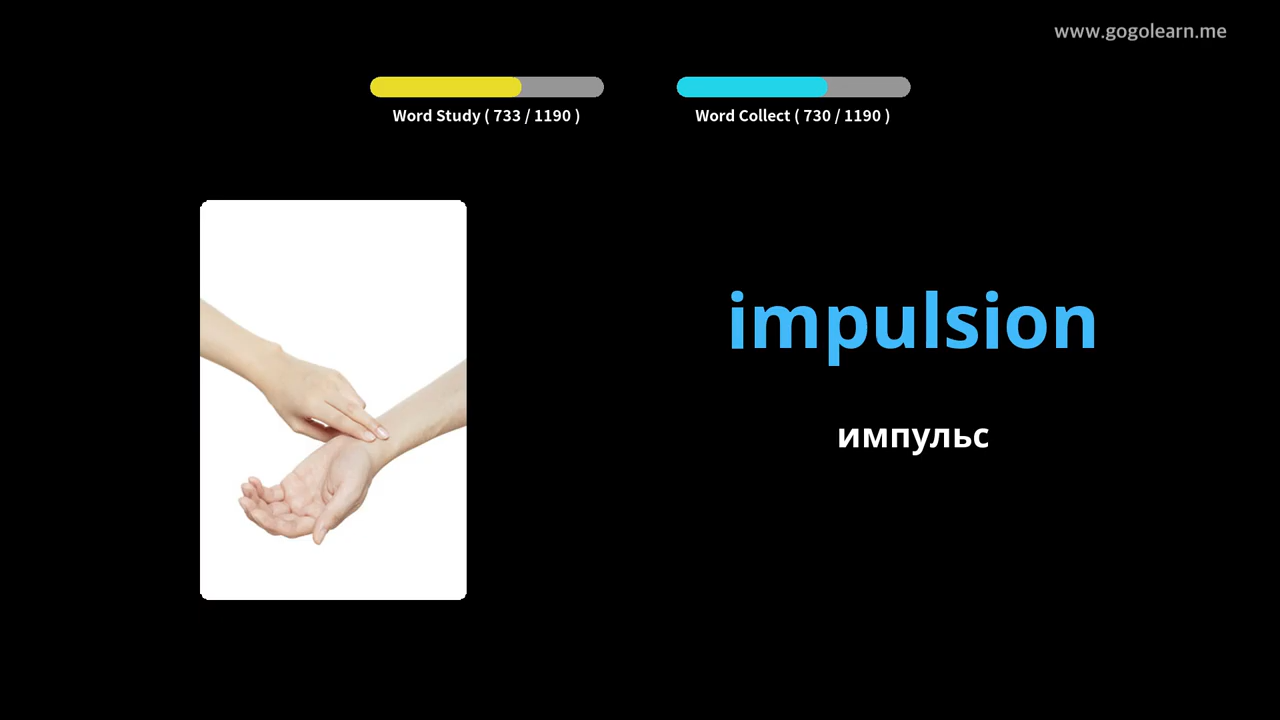 www.gogolearn.me
Word Study ( 733 / 1190 )
Word Collect ( 730 / 1190 )
impulsion
импульс